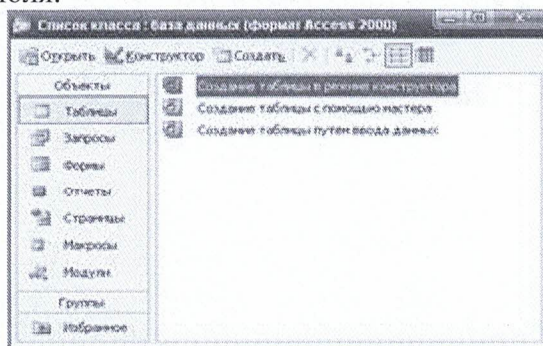 Список класса : база данных (формат Access 2000)
Открыть Конструктор Создать
Объекты
Таблицы
Запросы
Формы
Отчеты
Страницы
Макросы
Модули
Группы
Избранное
Создание таблицы в режиме конструктора
Создание таблицы с помощью мастера
Создание таблицы путем ввода данных